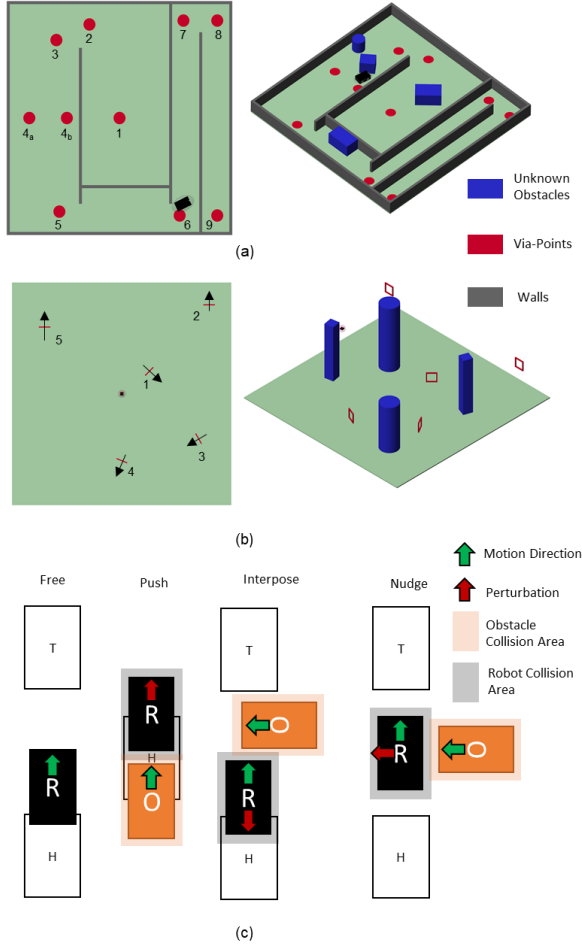 2
3
7
8
4a
4b
1
5
6
9
(a)
Unknown
Obstacles
Via-Points
Walls
2
5
1
3
4
(b)
Free
Push
Interpose
Nudge
Motion Direction
Perturbation
Obstacle
Collision Area
Robot Collision
Area
T
T
T
R
H
O
O
R
O
R
R
H
H
H
(c)